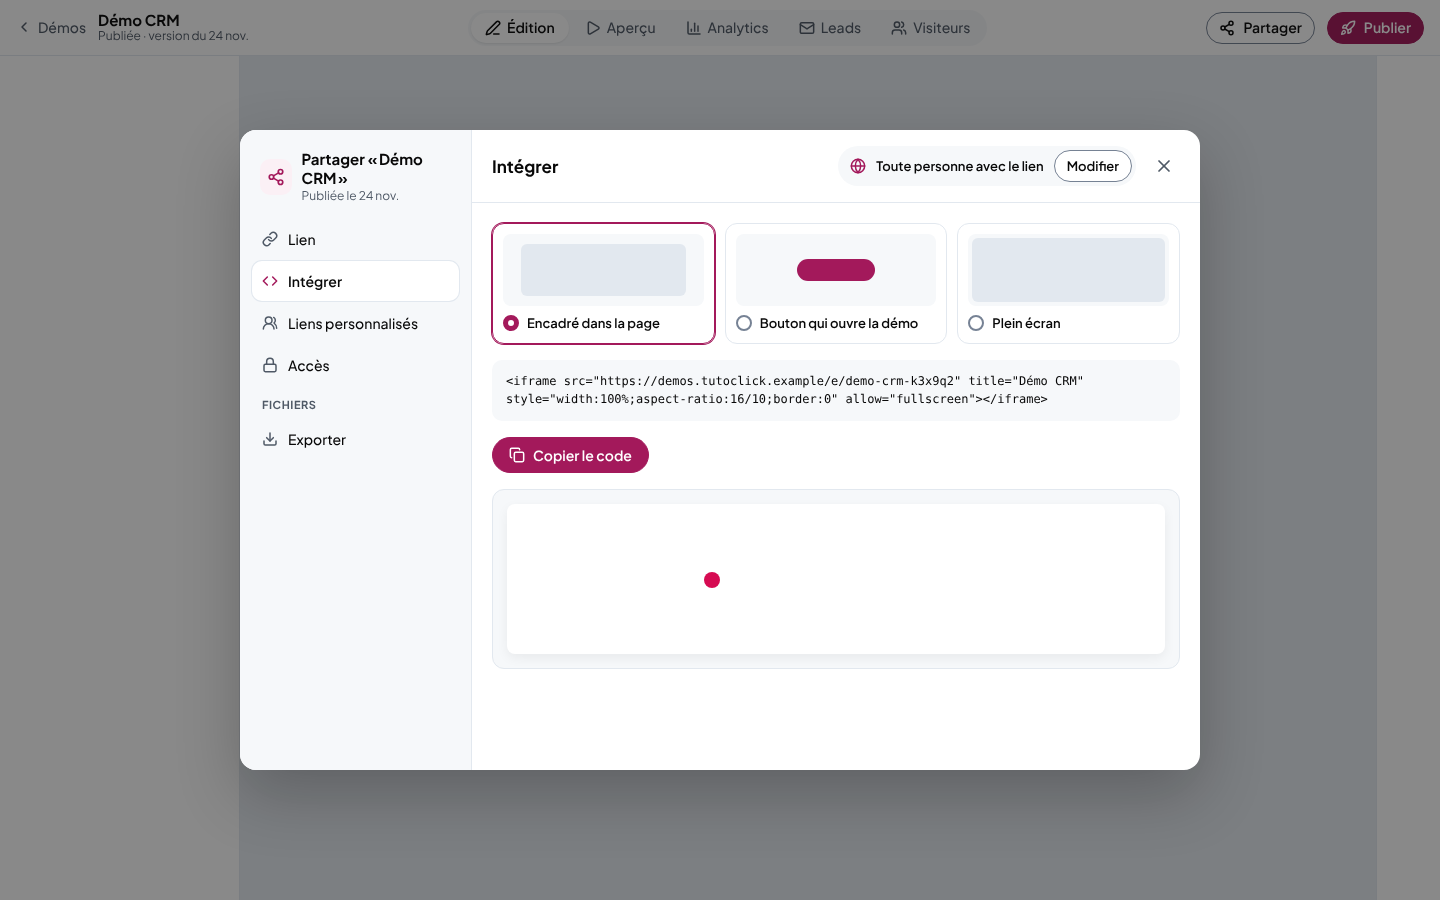 Démos
Démo CRM
Publiée · version du 24 nov.
Édition
Aperçu
Analytics
Leads
Visiteurs
Partager
Publier
Partager « Démo
CRM »
Publiée le 24 nov.
Lien
Intégrer
Liens personnalisés
Accès
FICHIERS
Exporter
Intégrer
Toute personne avec le lien
Modifier
Encadré dans la page
Bouton qui ouvre la démo
Plein écran
<iframe src="https://demos.tutoclick.example/e/demo-crm-k3x9q2" title="Démo CRM"
style="width:100%;aspect-ratio:16/10;border:0" allow="fullscreen"></iframe>
Copier le code